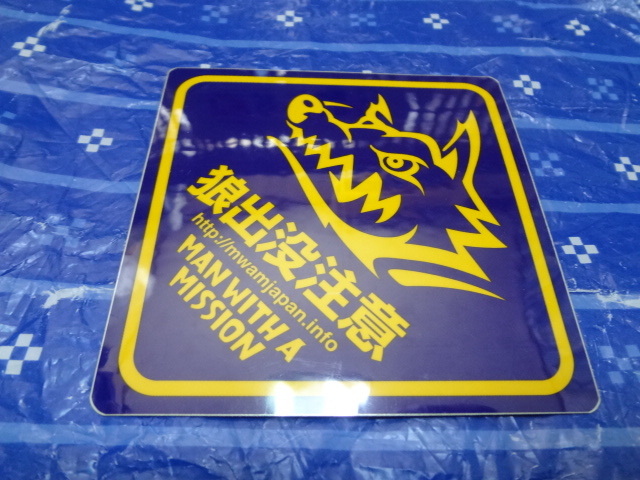 狼出没注意
http://mwamjapan.info
MAN WITH A
MISSION